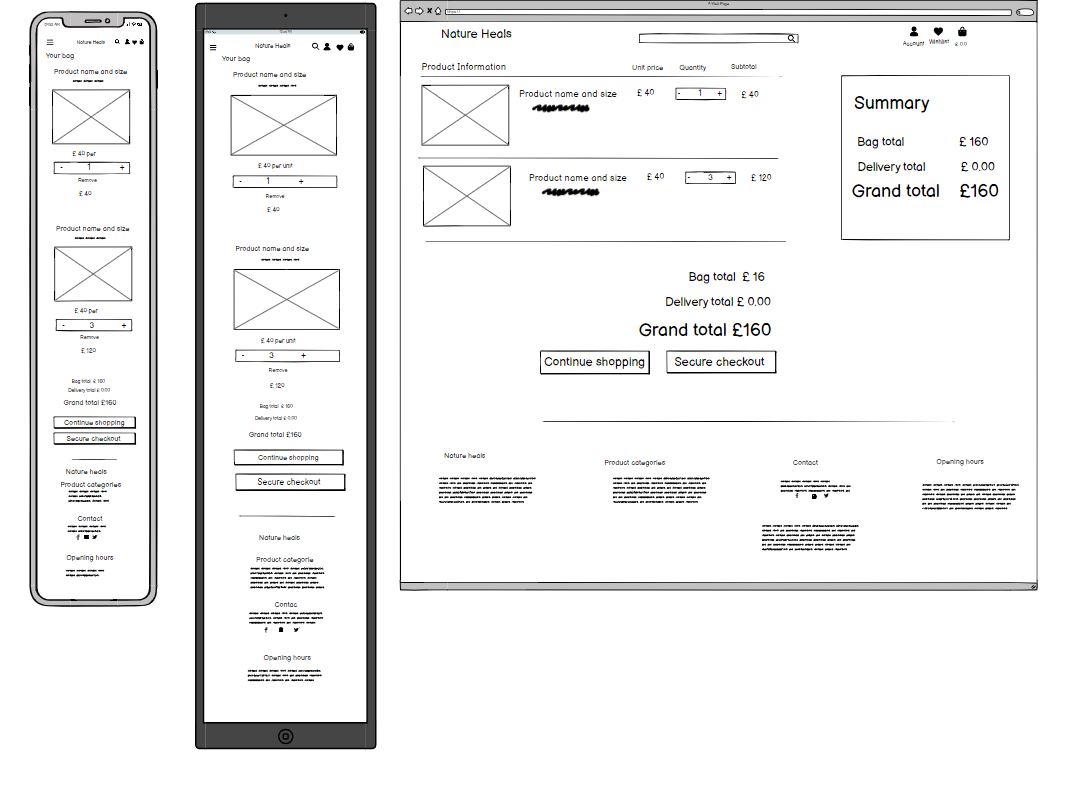 Nature Heals
Your bag
Product name and size
£ 40 per
- 1 +
Remove
£ 40
Product name and size
£ 40 per
- 3 +
Remove
£ 120
Bag total £ 160
Delivery total £ 0.00
Grand total £160
Continue shopping
Secure checkout
Nature heals
Product categories
Contact
Opening hours
Nature Heals
Your bag
Product name and size
£ 40 per unit
- 1 +
Remove
£ 40
Product name and size
£ 40 per unit
- 3 +
Remove
£ 120
Bag total £ 160
Delivery total £ 0.00
Grand total £160
Continue shopping
Secure checkout
Nature heals
Product categorie
Contac
Opening hours
A Web Page
https://
Nature Heals
Account Wishlist £ 0.0
Product Information Unit price Quantity Subtotal
Product name and size £ 40 - 1 + £ 40
Product name and size £ 40 - 3 + £ 120
Summary
Bag total £ 160
Delivery total £ 0.00
Grand total £160
Bag total £ 16
Delivery total £ 0.00
Grand total £160
Continue shopping Secure checkout
Nature heals Product categories Contact Opening hours